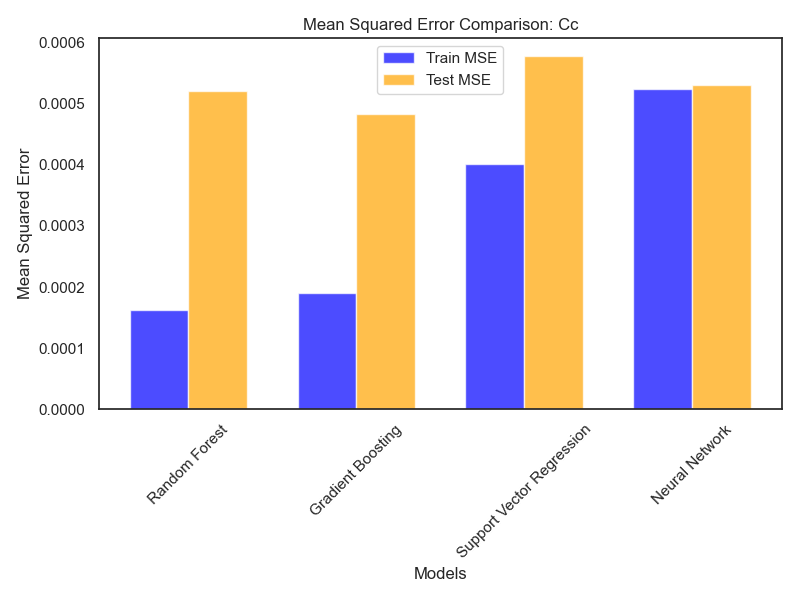 Mean Squared Error Comparison: Cc
Train MSE
Test MSE
Mean Squared Error
0.0006
0.0005
0.0004
0.0003
0.0002
0.0001
0.0000
Random Forest
Gradient Boosting
Support Vector Regression
Neural Network
Models